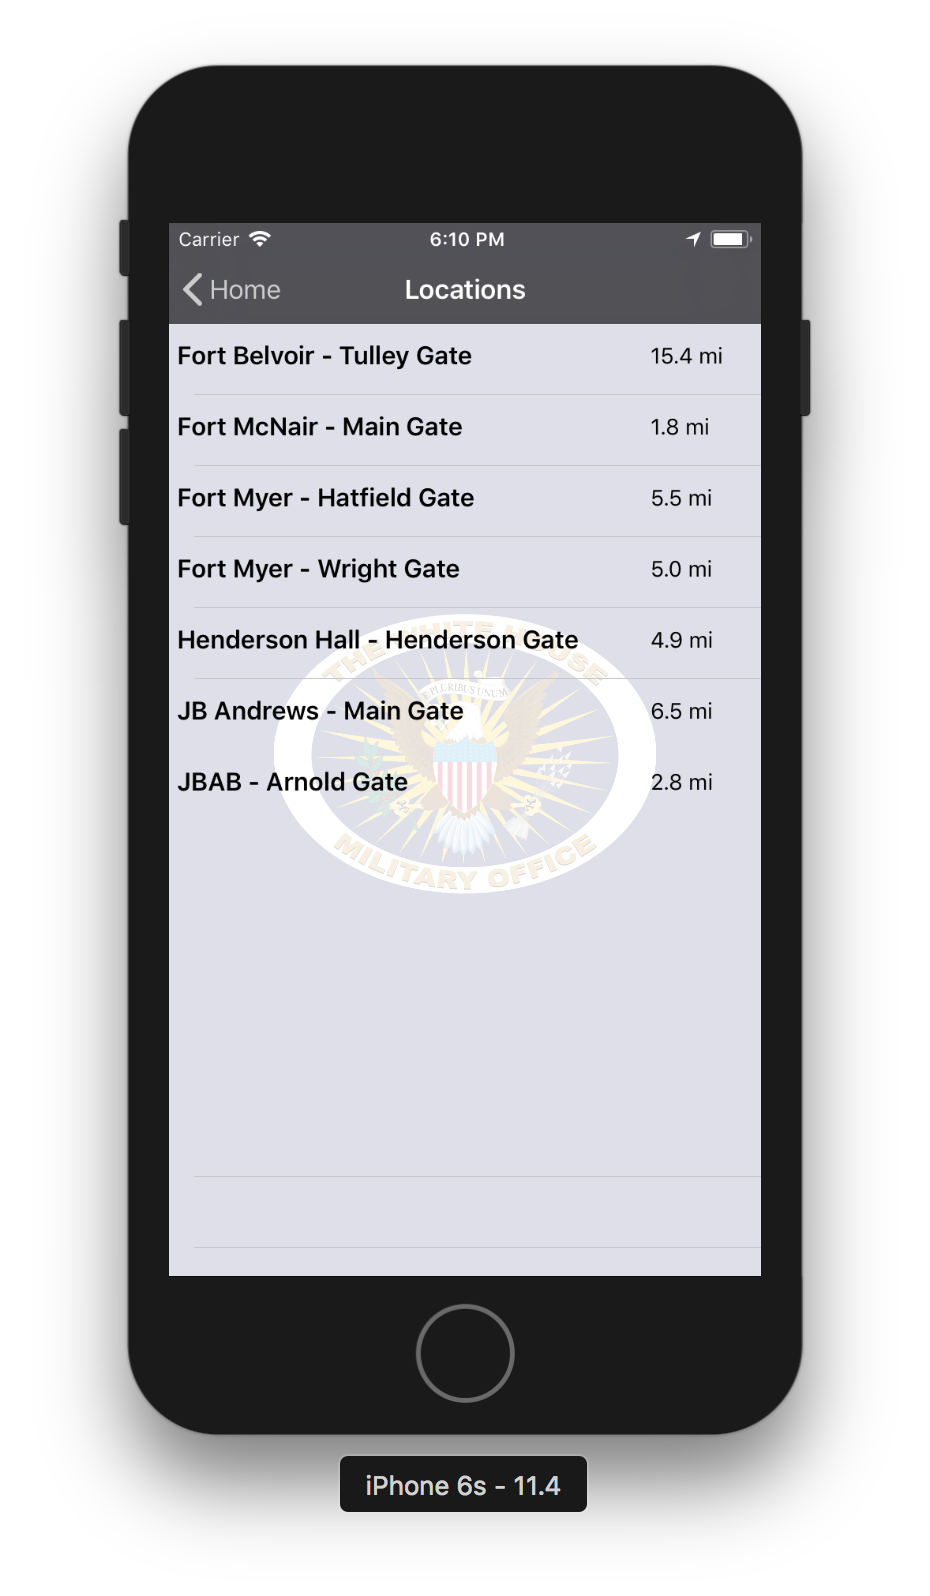 Carrier 6:10 PM
Home Locations
Fort Belvoir - Tulley Gate 15.4 mi
Fort McNair - Main Gate 1.8 mi
Fort Myer - Hatfield Gate 5.5 mi
Fort Myer - Wright Gate 5.0 mi
THE WHITE HOUSE
Henderson Hall - Henderson Gate 4.9 mi
E PLURIBUS UNUM
JB Andrews - Main Gate 6.5 mi
JBAB - Arnold Gate 2.8 mi
MILITARY OFFICE
iPhone 6s - 11.4